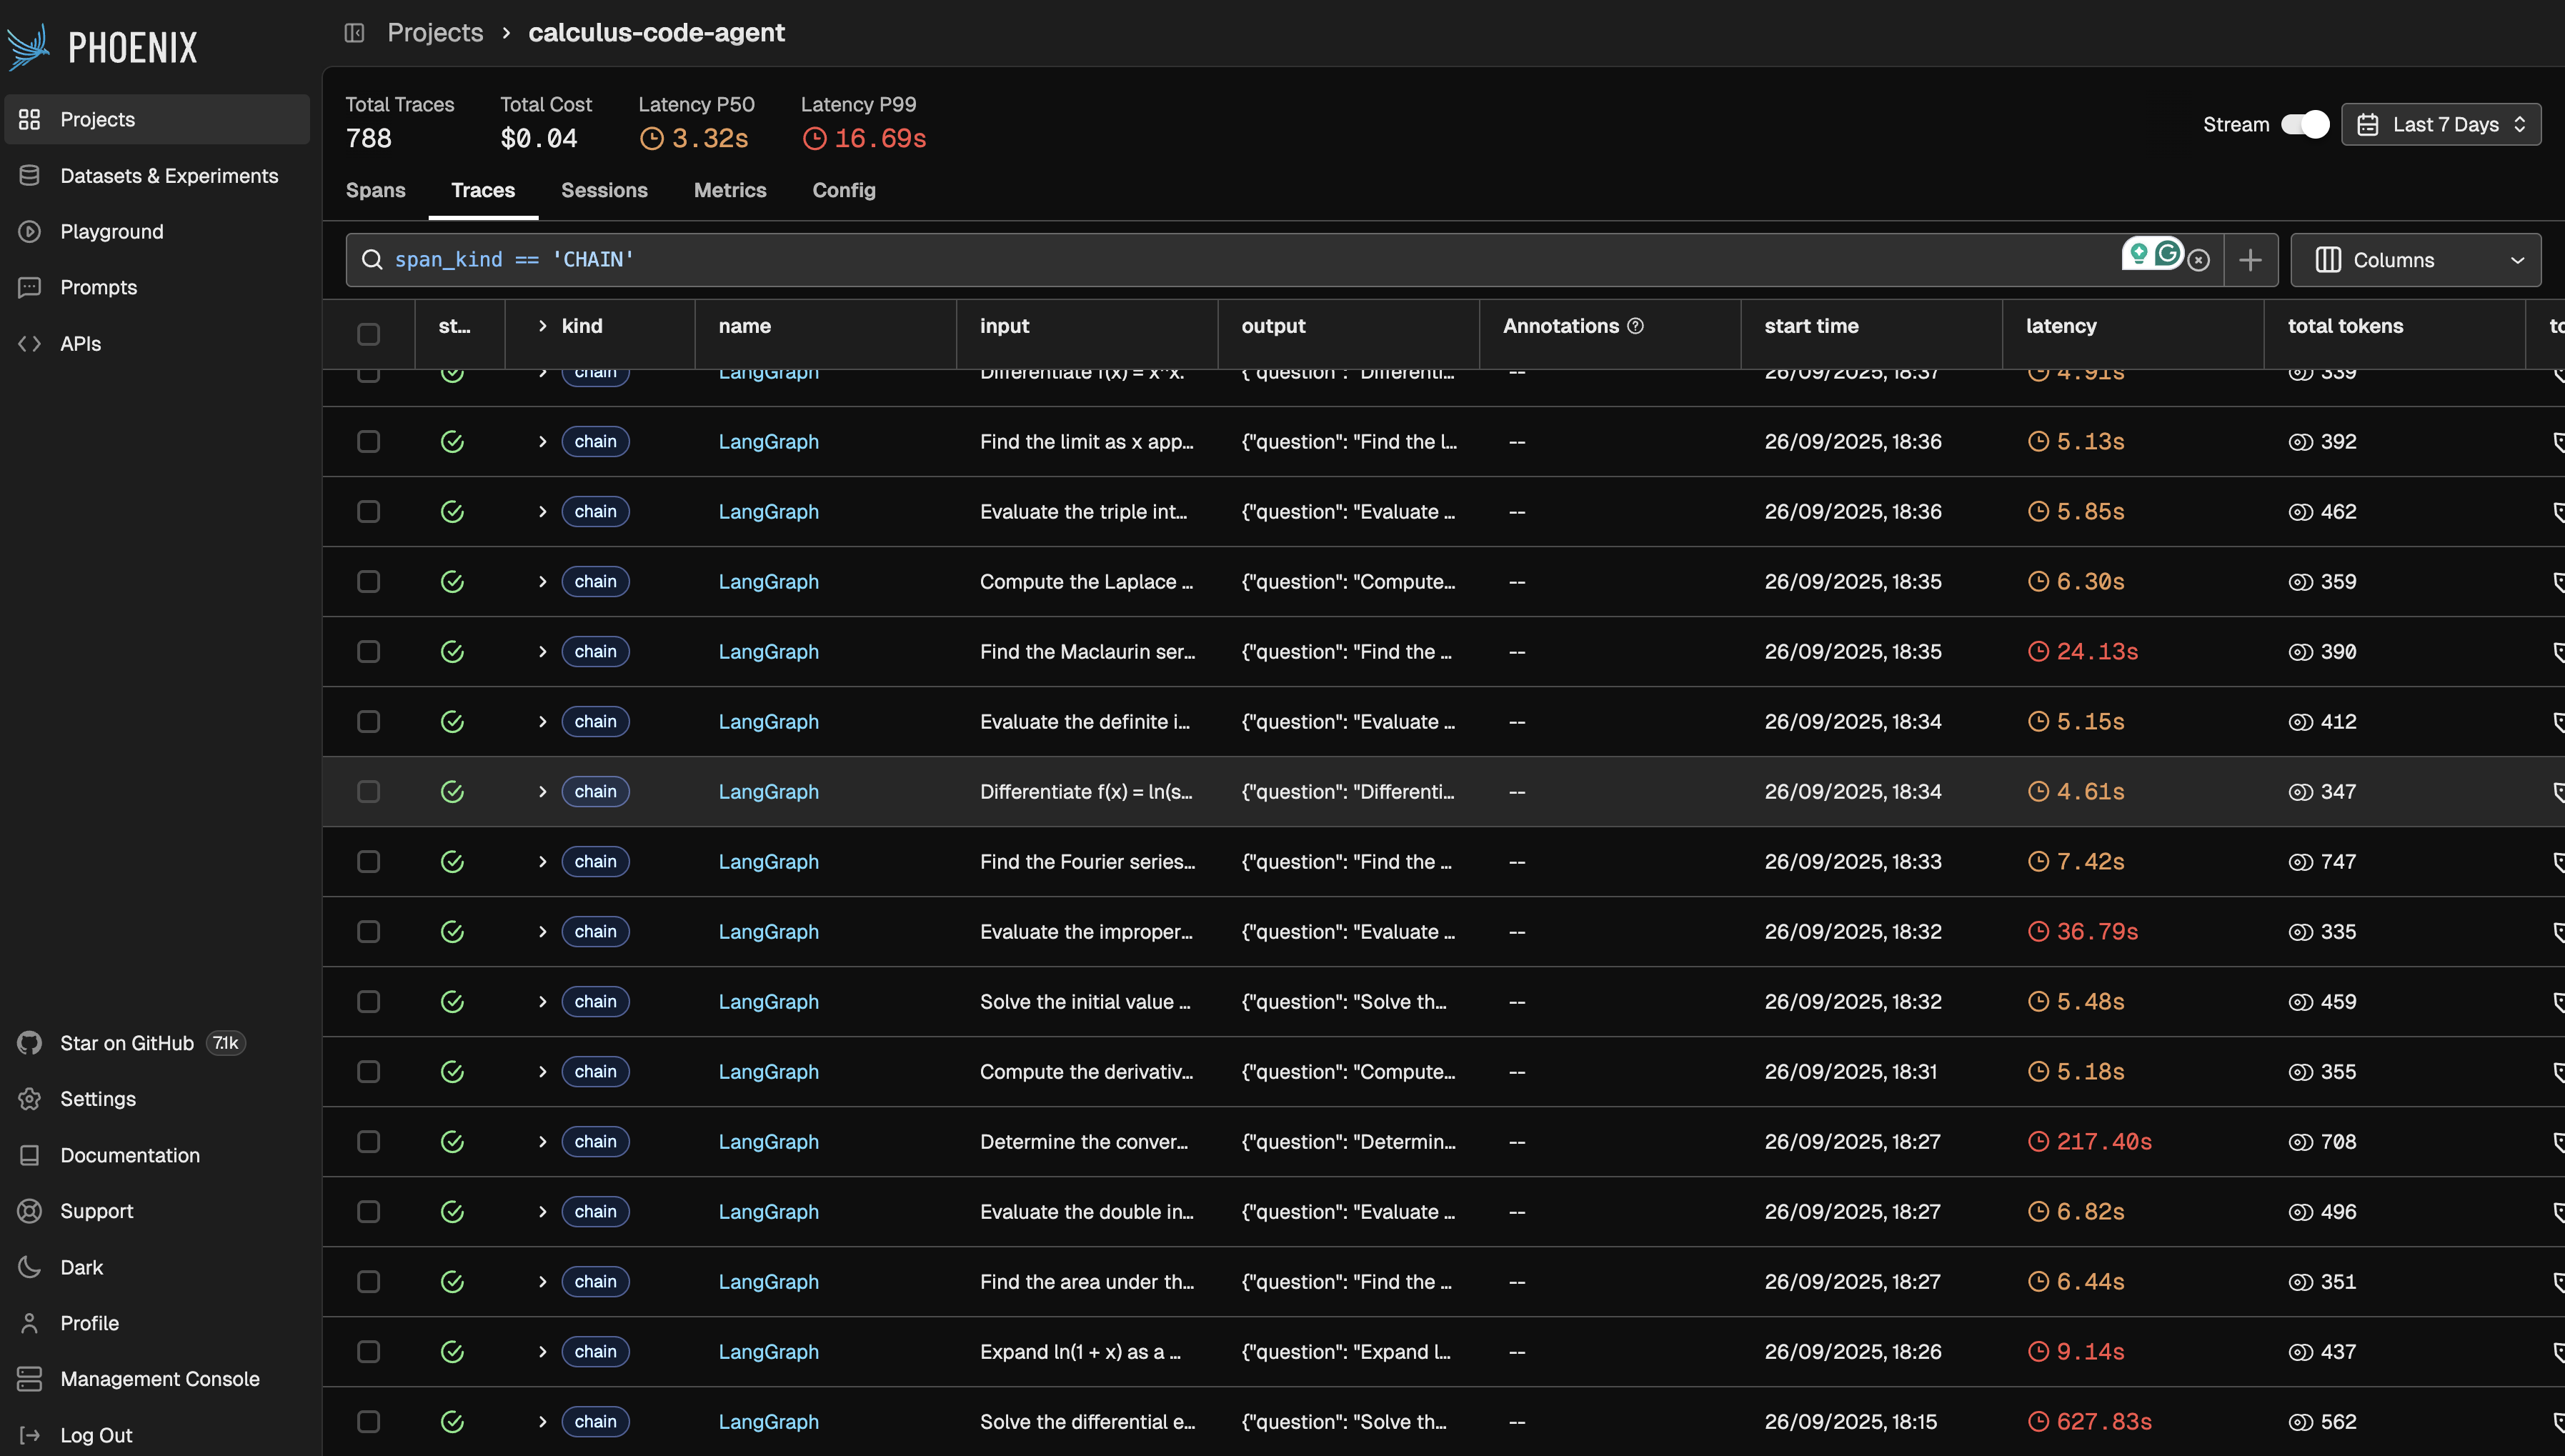 PHOENIX
Projects
Datasets & Experiments
Playground
Prompts
APIs
Star on GitHub 7.1k
Settings
Documentation
Support
Dark
Profile
Management Console
Log Out
Projects › calculus-code-agent
Total Traces Total Cost Latency P50 Latency P99
788 $0.04 3.32s 16.69s
Stream Last 7 Days
Spans Traces Sessions Metrics Config
span_kind == 'CHAIN'
Columns
st... kind name input output Annotations start time latency total tokens to
chain LangGraph Differentiate f(x) = x^x. {"question": "Differenti... -- 26/09/2025, 18:37 4.91s 339
chain LangGraph Find the limit as x app... {"question": "Find the l... -- 26/09/2025, 18:36 5.13s 392
chain LangGraph Evaluate the triple int... {"question": "Evaluate ... -- 26/09/2025, 18:36 5.85s 462
chain LangGraph Compute the Laplace ... {"question": "Compute... -- 26/09/2025, 18:35 6.30s 359
chain LangGraph Find the Maclaurin ser... {"question": "Find the ... -- 26/09/2025, 18:35 24.13s 390
chain LangGraph Evaluate the definite i... {"question": "Evaluate ... -- 26/09/2025, 18:34 5.15s 412
chain LangGraph Differentiate f(x) = ln(s... {"question": "Differenti... -- 26/09/2025, 18:34 4.61s 347
chain LangGraph Find the Fourier series... {"question": "Find the ... -- 26/09/2025, 18:33 7.42s 747
chain LangGraph Evaluate the improper... {"question": "Evaluate ... -- 26/09/2025, 18:32 36.79s 335
chain LangGraph Solve the initial value ... {"question": "Solve th... -- 26/09/2025, 18:32 5.48s 459
chain LangGraph Compute the derivativ... {"question": "Compute... -- 26/09/2025, 18:31 5.18s 355
chain LangGraph Determine the conver... {"question": "Determin... -- 26/09/2025, 18:27 217.40s 708
chain LangGraph Evaluate the double in... {"question": "Evaluate ... -- 26/09/2025, 18:27 6.82s 496
chain LangGraph Find the area under th... {"question": "Find the ... -- 26/09/2025, 18:27 6.44s 351
chain LangGraph Expand ln(1 + x) as a ... {"question": "Expand l... -- 26/09/2025, 18:26 9.14s 437
chain LangGraph Solve the differential e... {"question": "Solve th... -- 26/09/2025, 18:15 627.83s 562